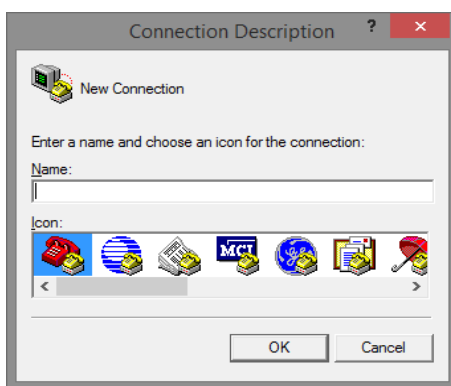 Connection Description ? ×
New Connection
Enter a name and choose an icon for the connection:
Name:
Icon:
MCI
< >
OK Cancel